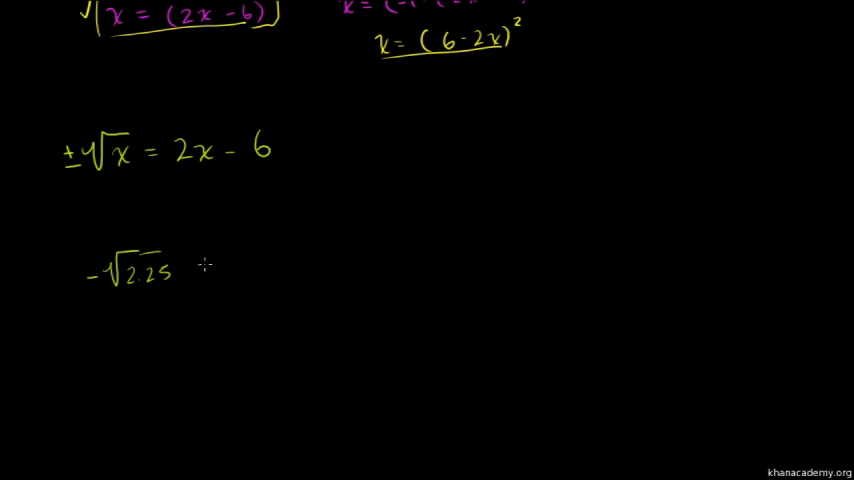 √(x = (2x - 6)
x = (6 - 2x)²
±√x = 2x - 6
-√2.25
khanacademy.org